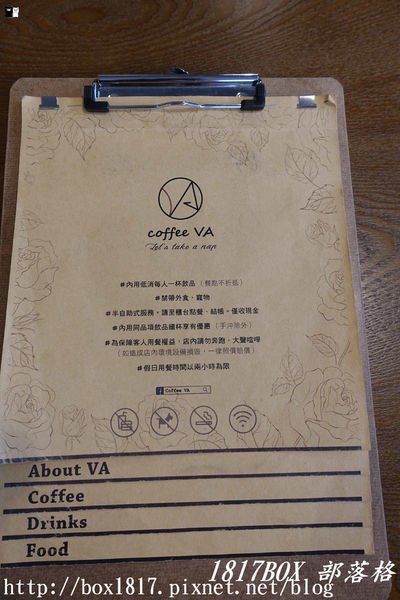 coffee VA
Let's take a nap
#內用低消每人一杯飲品（餐點不折抵）
#禁帶外食、寵物
#半自助式服務。請至櫃台點餐、結帳。僅收現金
#內用同品項飲品續杯享有優惠（手沖除外）
#為保障客人用餐權益，店內請勿奔跑、大聲喧嘩
（如造成店內環境設備損毀，一律照價賠償）
#假日用餐時間以兩小時為限
f Coffee VA
About VA
Coffee
Drinks
Food
1817BOX 部落格
http://box1817.pixnet.net/blog